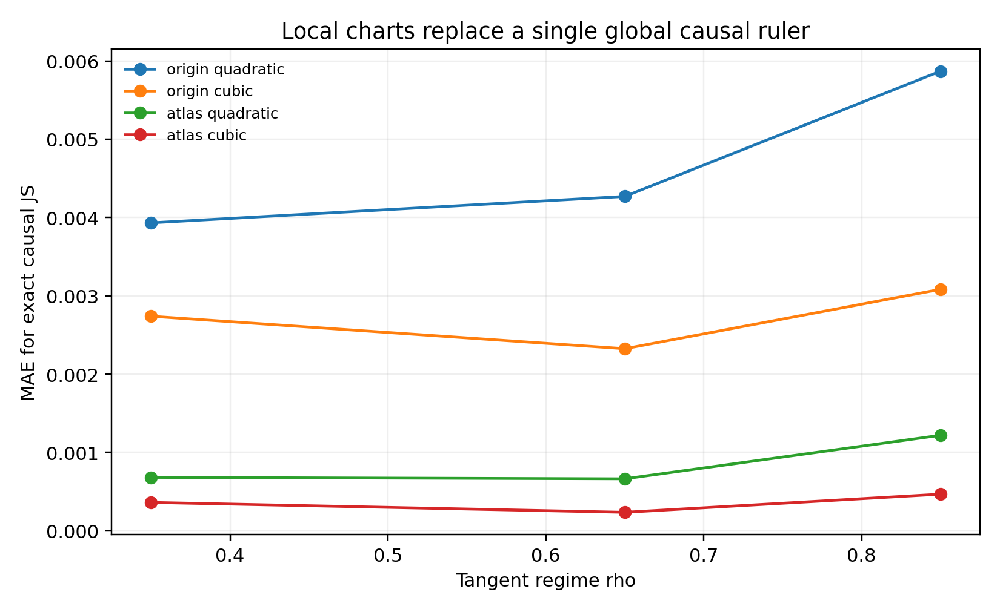 Local charts replace a single global causal ruler
origin quadratic
origin cubic
atlas quadratic
atlas cubic
MAE for exact causal JS
0.006
0.005
0.004
0.003
0.002
0.001
0.000
0.4
0.5
0.6
0.7
0.8
Tangent regime rho